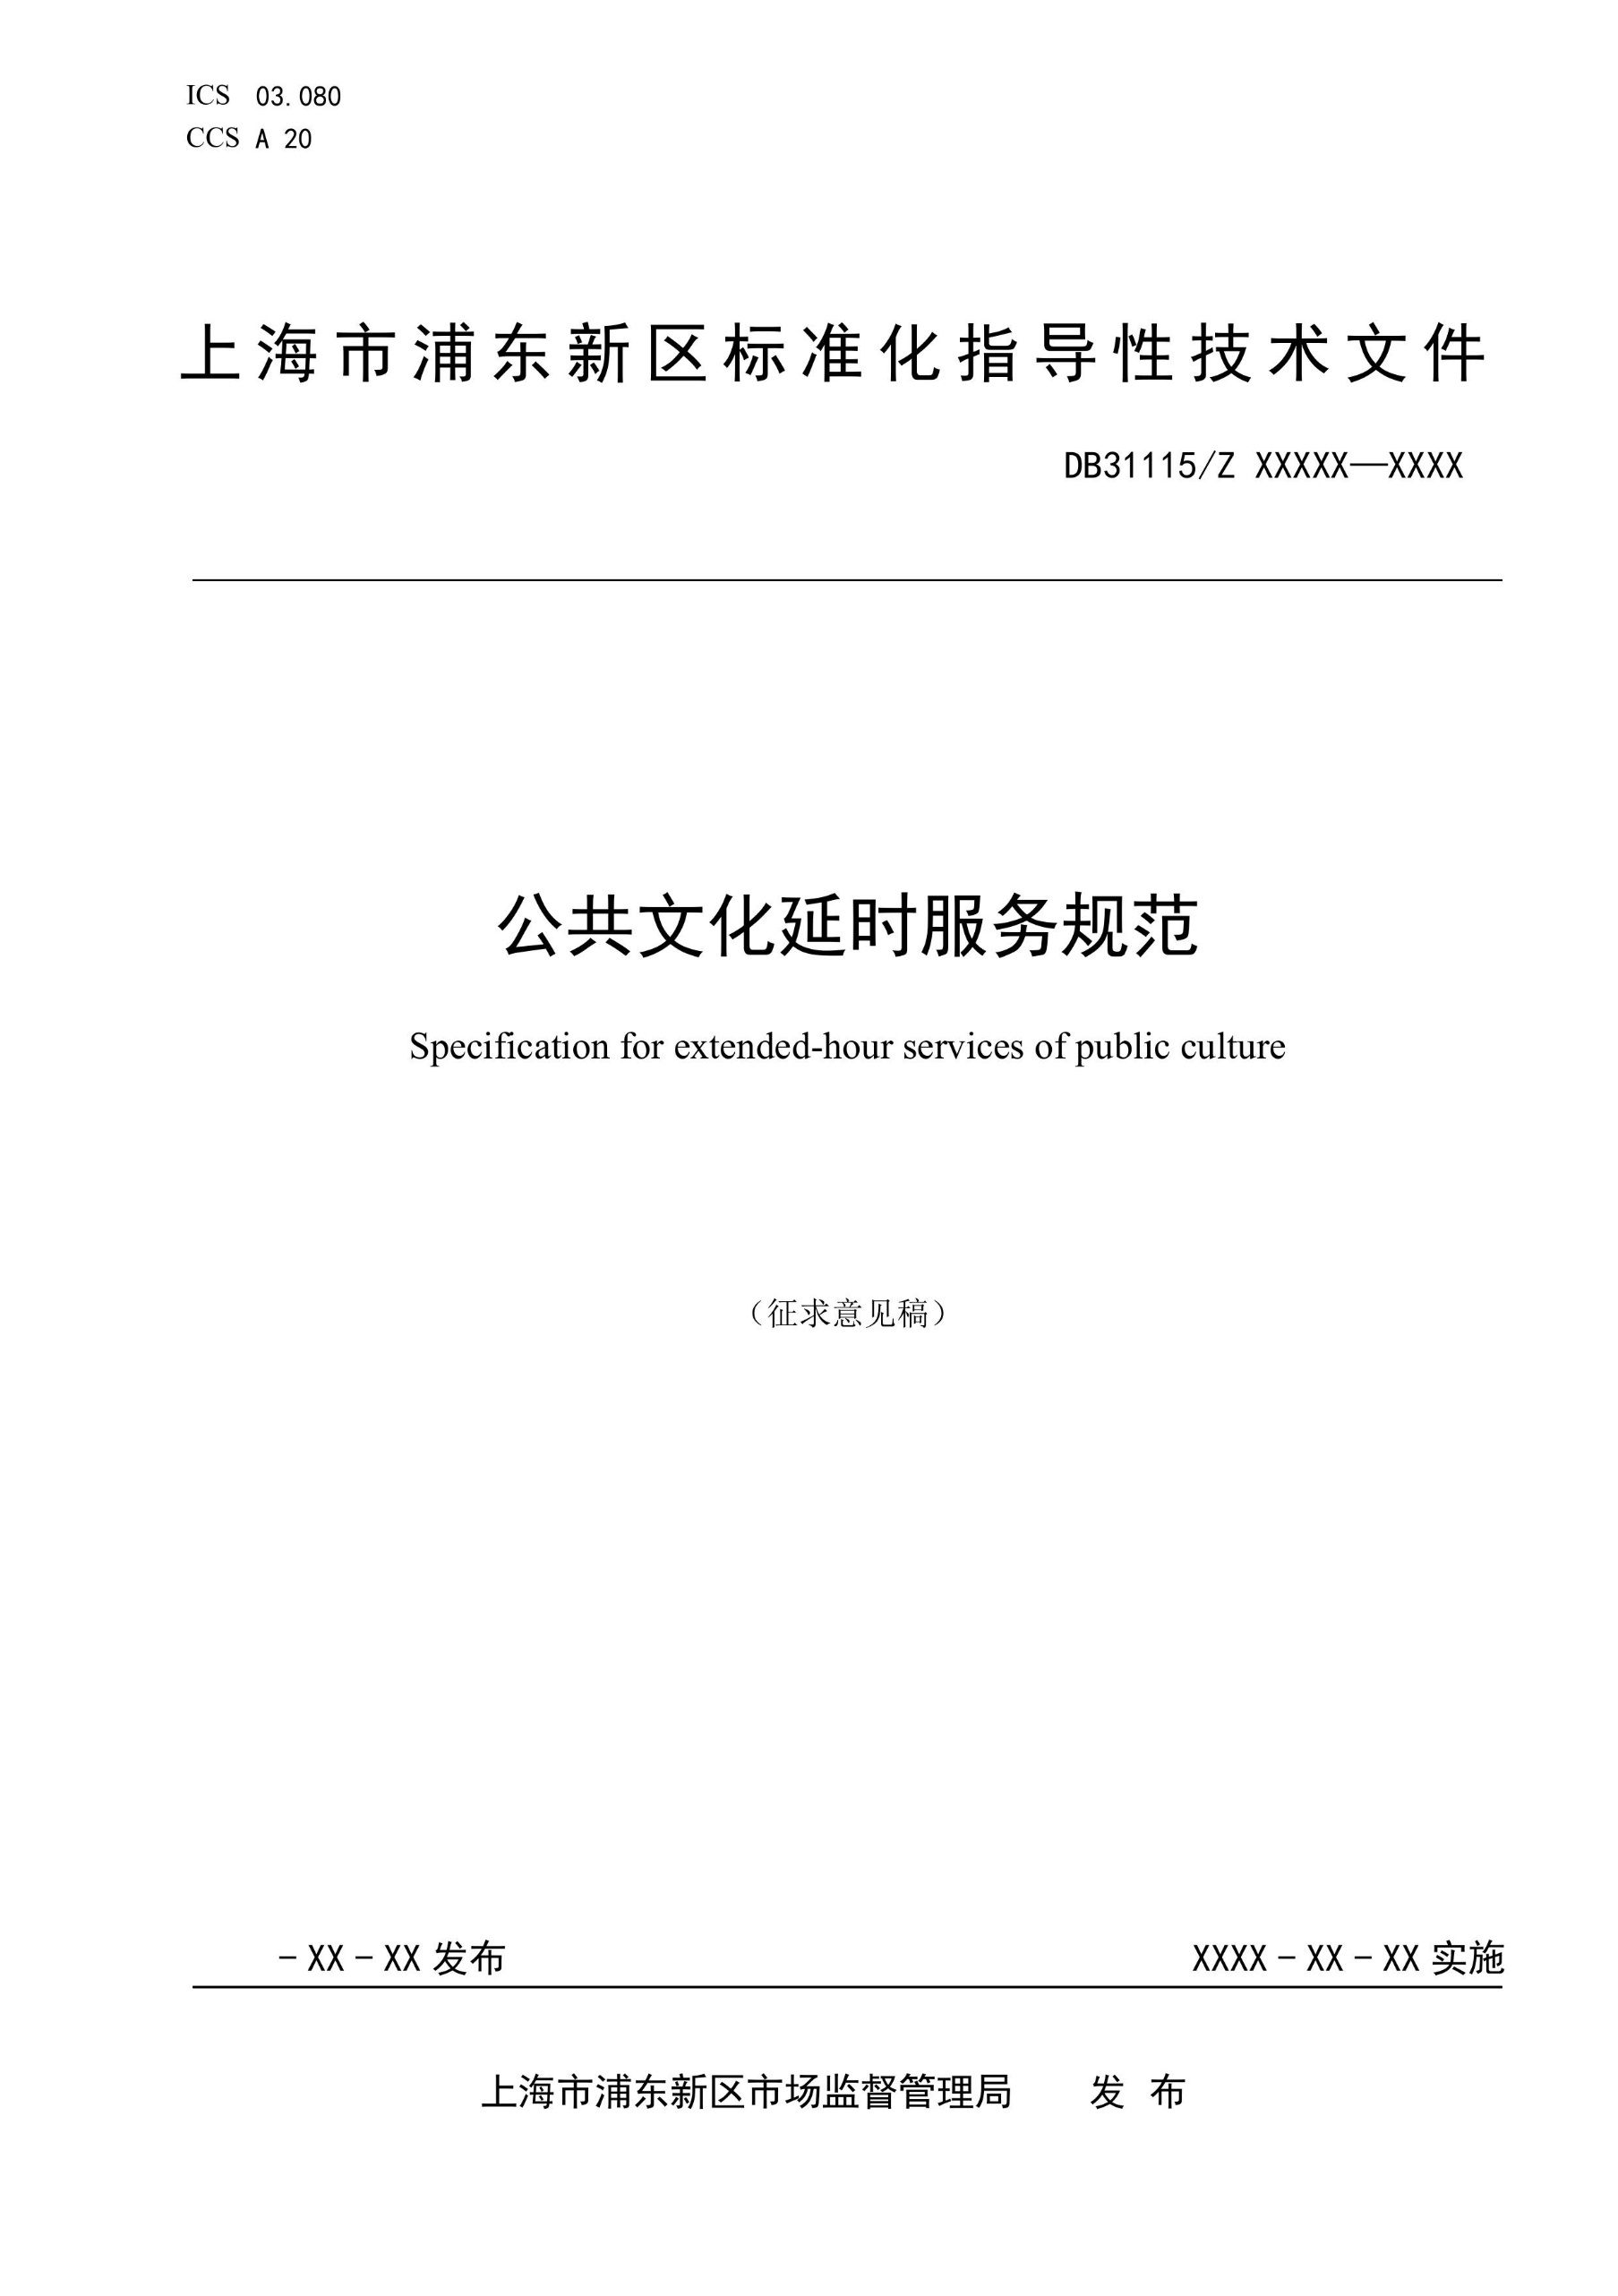 ICS 03.080
CCS A 20
上海市浦东新区标准化指导性技术文件
DB31115/Z XXXXX—XXXX
公共文化延时服务规范
Specification for extended-hour services of public culture
（征求意见稿）
－XX－XX 发布
XXXX－XX－XX 实施
上海市浦东新区市场监督管理局 发 布